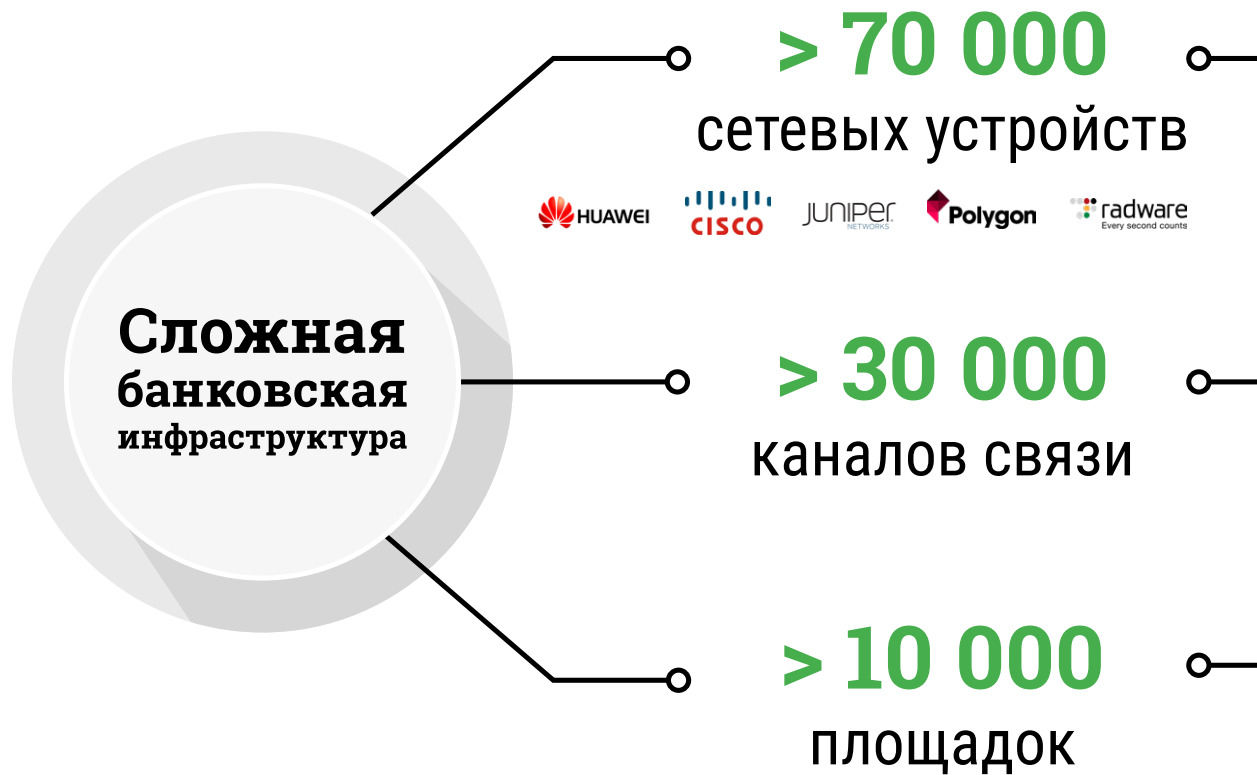 > 70 000
сетевых устройств
HUAWEI
CISCO
JUNIPER
NETWORKS
Polygon
radware
Every second counts
Сложная
банковская
инфраструктура
> 30 000
каналов связи
> 10 000
площадок